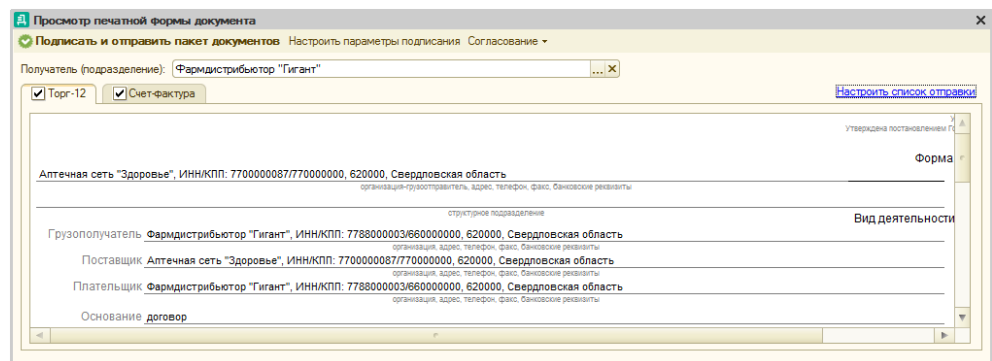 Просмотр печатной формы документа
Подписать и отправить пакет документов Настроить параметры подписания Согласование
Получатель (подразделение): Фармдистрибьютор "Гигант" ... ×
Торг-12 Счет-фактура Настроить список отправки
У
Утверждена постановлением Го
Форма
Аптечная сеть "Здоровье", ИНН/КПП: 7700000087/770000000, 620000, Свердловская область
организация-грузоотправитель, адрес, телефон, факс, банковские реквизиты
структурное подразделение
Вид деятельности
Грузополучатель Фармдистрибьютор "Гигант", ИНН/КПП: 7788000003/660000000, 620000, Свердловская область
организация, адрес, телефон, факс, банковские реквизиты
Поставщик Аптечная сеть "Здоровье", ИНН/КПП: 7700000087/770000000, 620000, Свердловская область
организация, адрес, телефон, факс, банковские реквизиты
Плательщик Фармдистрибьютор "Гигант", ИНН/КПП: 7788000003/660000000, 620000, Свердловская область
организация, адрес, телефон, факс, банковские реквизиты
Основание договор